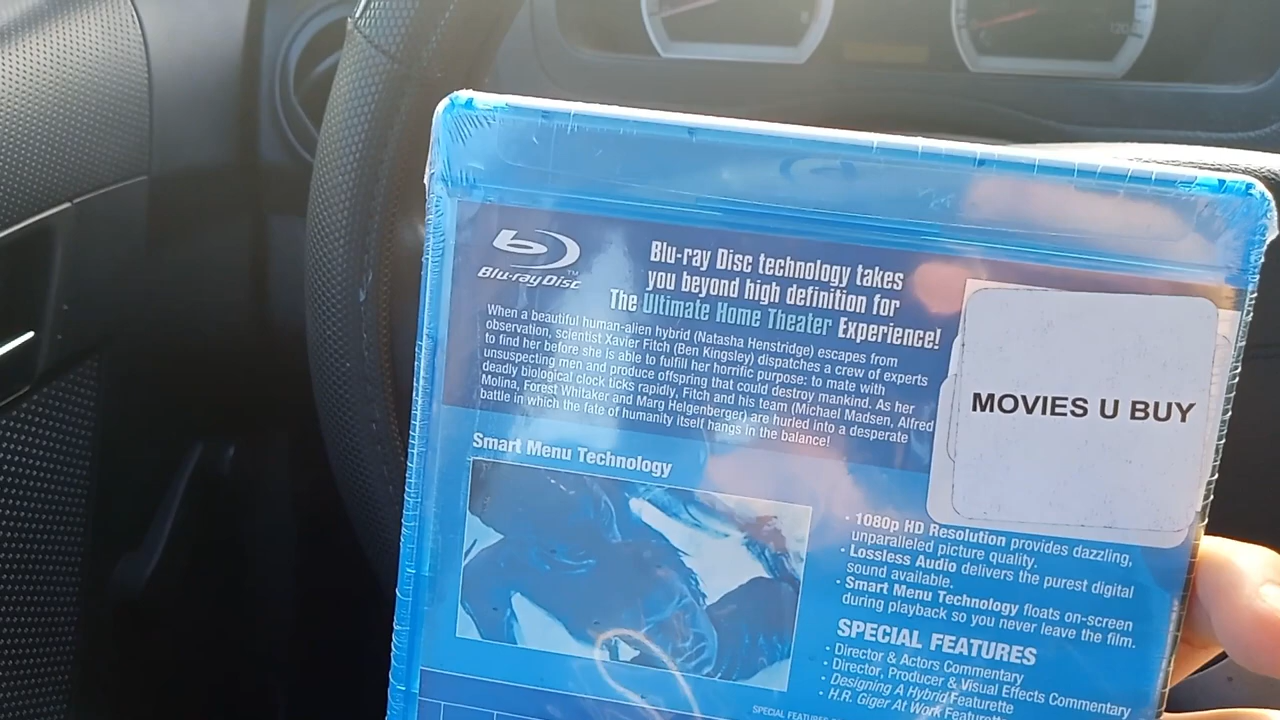 120
Blu-ray Disc™
Blu-ray Disc technology takes
you beyond high definition for
The Ultimate Home Theater Experience!
When a beautiful human-alien hybrid (Natasha Henstridge) escapes from
observation, scientist Xavier Fitch (Ben Kingsley) dispatches a crew of experts
to find her before she is able to fulfill her horrific purpose: to mate with
unsuspecting men and produce offspring that could destroy mankind. As her
deadly biological clock ticks rapidly, Fitch and his team (Michael Madsen, Alfred
Molina, Forest Whitaker and Marg Helgenberger) are hurled into a desperate
battle in which the fate of humanity itself hangs in the balance!
MOVIES U BUY
Smart Menu Technology
• 1080p HD Resolution provides dazzling,
unparalleled picture quality.
• Lossless Audio delivers the purest digital
sound available.
• Smart Menu Technology floats on-screen
during playback so you never leave the film.
SPECIAL FEATURES
• Director & Actors Commentary
• Director, Producer & Visual Effects Commentary
• Designing A Hybrid Featurette
• H.R. Giger At Work Featurette
SPECIAL FEATURES